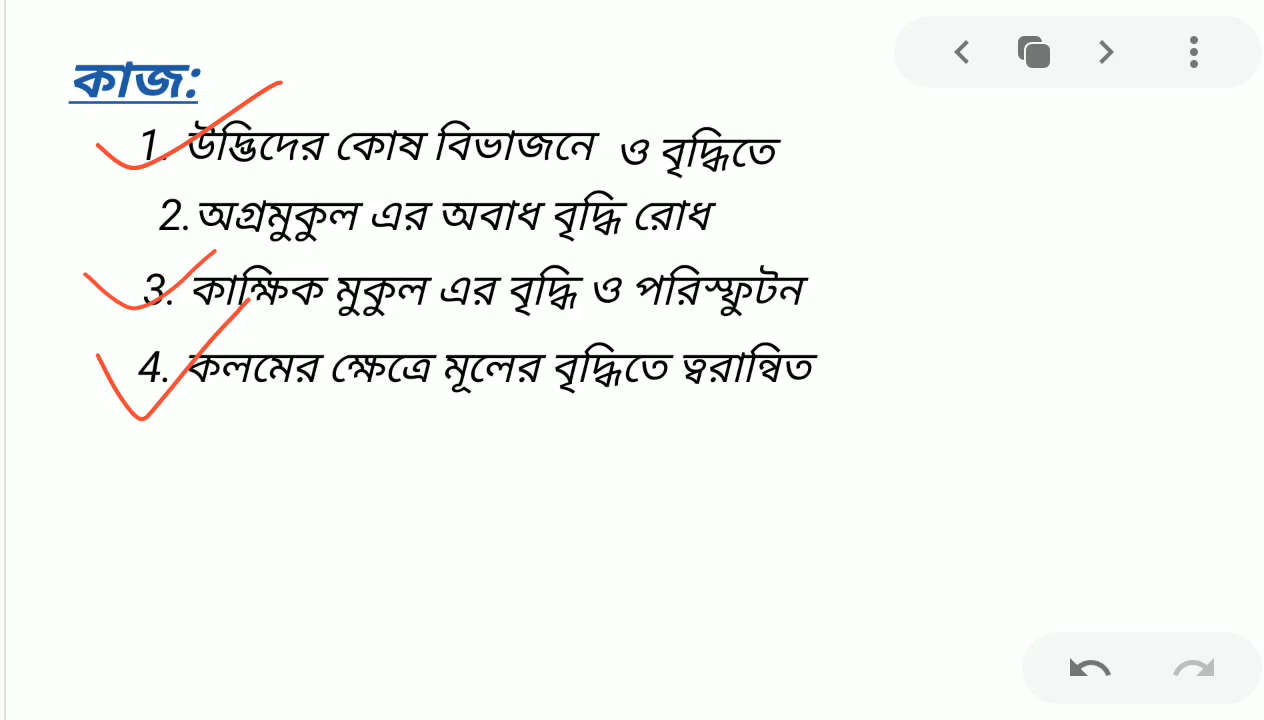 কাজ:
1. উদ্ভিদের কোষ বিভাজনে ও বৃদ্ধিতে
2. অগ্রমুকুল এর অবাধ বৃদ্ধি রোধ
3. কাক্ষিক মুকুল এর বৃদ্ধি ও পরিস্ফুটন
4. কলমের ক্ষেত্রে মূলের বৃদ্ধিতে ত্বরান্বিত